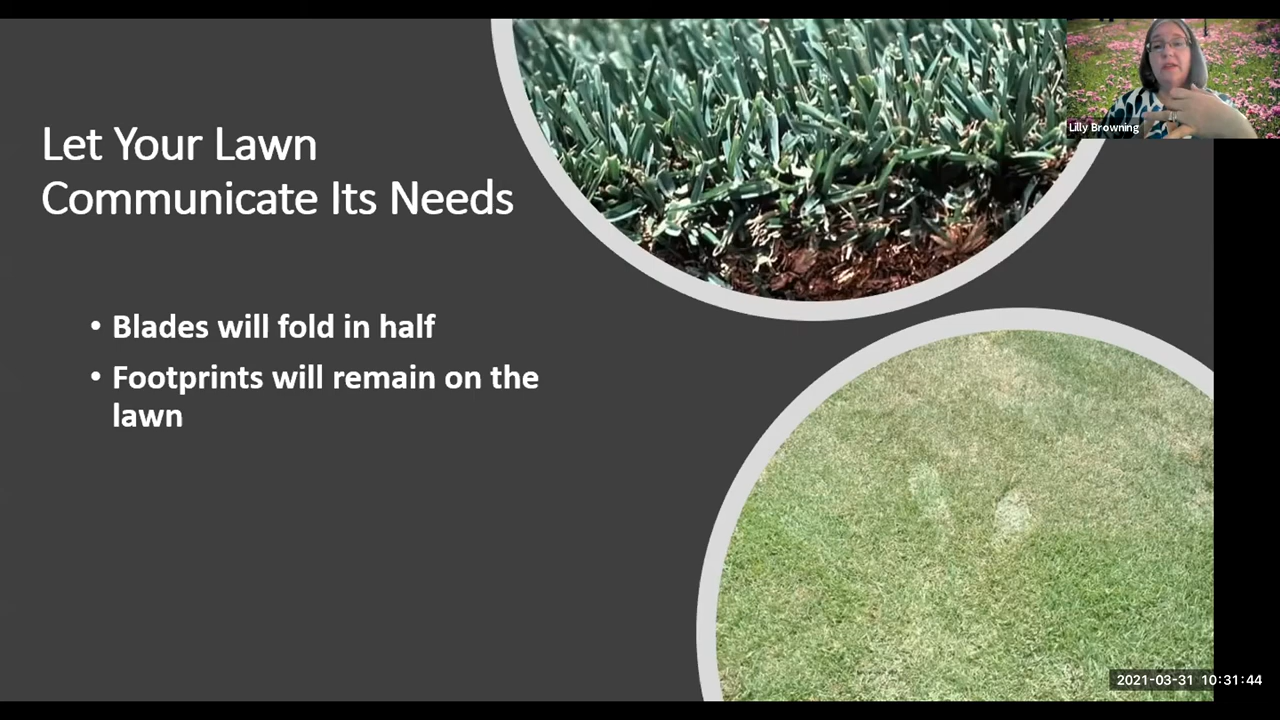 Let Your Lawn
Communicate Its Needs
• Blades will fold in half
• Footprints will remain on the
lawn
Lilly Browning
2021-03-31 10:31:44